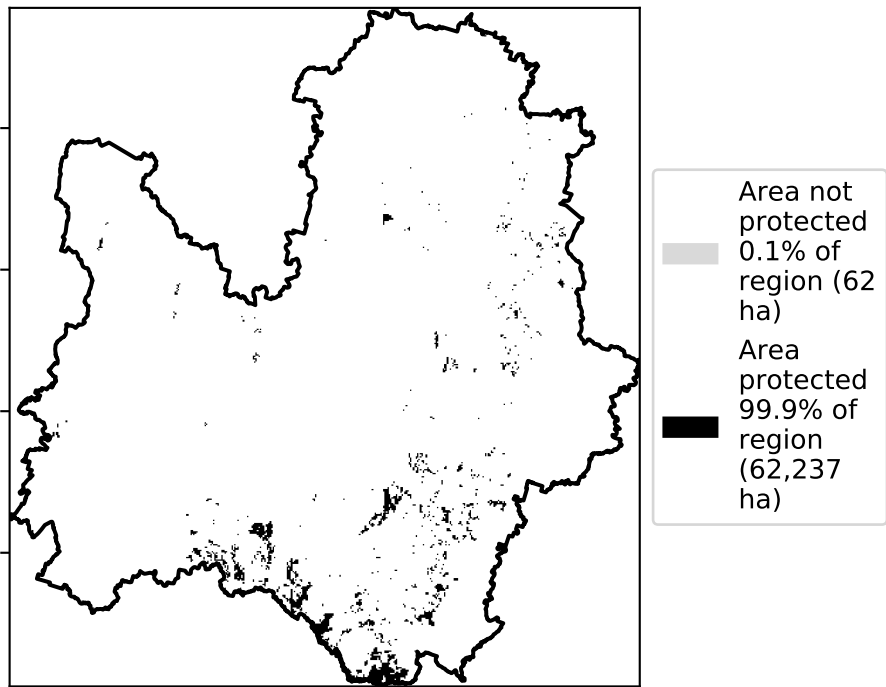 Area not
protected
0.1% of
region (62
ha)
Area
protected
99.9% of
region
(62,237
ha)